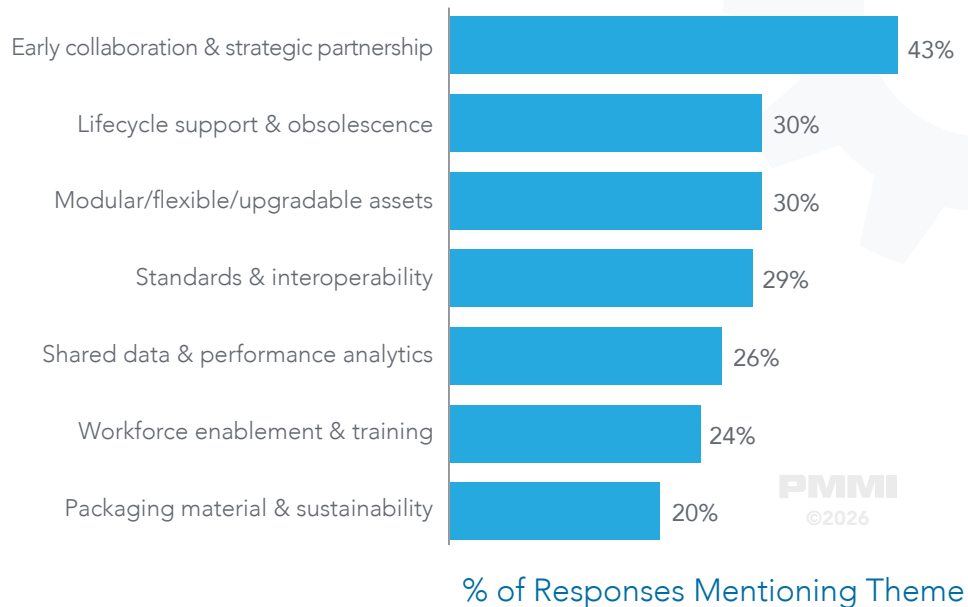 Early collaboration & strategic partnership 43%
Lifecycle support & obsolescence 30%
Modular/flexible/upgradable assets 30%
Standards & interoperability 29%
Shared data & performance analytics 26%
Workforce enablement & training 24%
Packaging material & sustainability 20%
PMMI
©2026
% of Responses Mentioning Theme